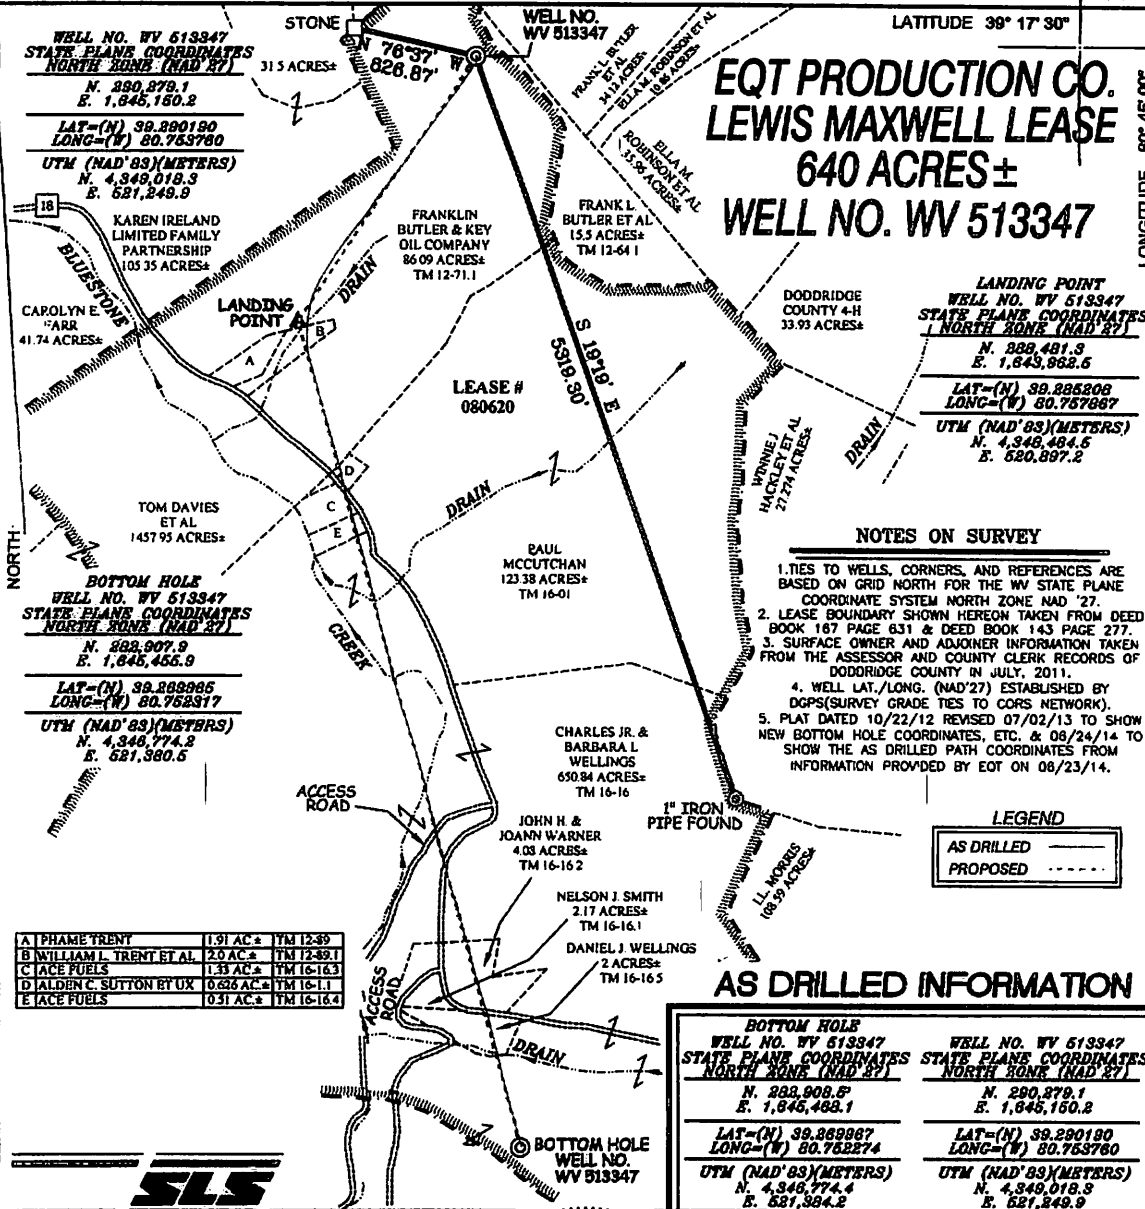 LATITUDE 39° 17' 30"
EQT PRODUCTION CO.
LEWIS MAXWELL LEASE
640 ACRES±
WELL NO. WV 513347
WELL NO. WV 513347
STATE PLANE COORDINATES
NORTH ZONE (NAD'27)
N. 290,279.1
E. 1,645,150.2
LAT=(N) 39.290190
LONG=(W) 80.753760
UTM (NAD'83)(METERS)
N. 4,349,018.3
E. 521,249.9
STONE
N 76°37' W
826.87'
WELL NO.
WV 513347
31.5 ACRES±
FRANK L. BUTLER
ET AL
34.12 ACRES±
ELLA M. ROBINSON ET AL
10.85 ACRES±
ELLA M.
ROBINSON ET AL
35.96 ACRES±
18
KAREN IRELAND
LIMITED FAMILY
PARTNERSHIP
105.35 ACRES±
BLUESTONE
CREEK
FRANKLIN
BUTLER & KEY
OIL COMPANY
86.09 ACRES±
TM 12-71.1
FRANK L.
BUTLER ET AL
15.5 ACRES±
TM 12-64.1
DRAIN
LANDING
POINT
CAROLYN E.
FARR
41.74 ACRES±
A
B
DODDRIDGE
COUNTY 4-H
33.93 ACRES±
LANDING POINT
WELL NO. WV 513347
STATE PLANE COORDINATES
NORTH ZONE (NAD'27)
N. 288,481.3
E. 1,643,962.5
LAT=(N) 39.285206
LONG=(W) 80.757867
UTM (NAD'83)(METERS)
N. 4,348,464.5
E. 520,897.2
S 19°19' E
5319.30'
LEASE #
080620
DRAIN
WINNIE J
HACKLEY ET AL
27.274 ACRES±
D
C
E
DRAIN
TOM DAVIES
ET AL
1457.95 ACRES±
PAUL
MCCUTCHAN
123.38 ACRES±
TM 16-01
NORTH
BOTTOM HOLE
WELL NO. WV 513347
STATE PLANE COORDINATES
NORTH ZONE (NAD'27)
N. 282,907.9
E. 1,645,455.9
LAT=(N) 39.269965
LONG=(W) 80.752317
UTM (NAD'83)(METERS)
N. 4,346,774.2
E. 521,380.5
NOTES ON SURVEY
1.TIES TO WELLS, CORNERS, AND REFERENCES ARE
BASED ON GRID NORTH FOR THE WV STATE PLANE
COORDINATE SYSTEM NORTH ZONE NAD '27.
2. LEASE BOUNDARY SHOWN HEREON TAKEN FROM DEED
BOOK 167 PAGE 631 & DEED BOOK 143 PAGE 277.
3. SURFACE OWNER AND ADJOINER INFORMATION TAKEN
FROM THE ASSESSOR AND COUNTY CLERK RECORDS OF
DODDRIDGE COUNTY IN JULY, 2011.
4. WELL LAT./LONG. (NAD'27) ESTABLISHED BY
DGPS(SURVEY GRADE TIES TO CORS NETWORK).
5. PLAT DATED 10/22/12 REVISED 07/02/13 TO SHOW
NEW BOTTOM HOLE COORDINATES, ETC. & 06/24/14 TO
SHOW THE AS DRILLED PATH COORDINATES FROM
INFORMATION PROVIDED BY EQT ON 06/23/14.
CHARLES JR. &
BARBARA L
WELLINGS
650.84 ACRES±
TM 16-16
ACCESS
ROAD
1" IRON
PIPE FOUND
LEGEND
AS DRILLED
PROPOSED
JOHN H. &
JOANN WARNER
4.03 ACRES±
TM 16-16.2
I.L. MORRIS
108.59 ACRES±
NELSON J. SMITH
2.17 ACRES±
TM 16-16.1
DANIEL J. WELLINGS
2 ACRES±
TM 16-16.5
A PHAME TRENT 1.91 AC.± TM 12-89
B WILLIAM L. TRENT ET AL 2.0 AC.± TM 12-89.1
C ACE FUELS 1.33 AC.± TM 16-16.3
D ALDEN C. SUTTON ET UX 0.626 AC.± TM 16-1.1
E ACE FUELS 0.51 AC.± TM 16-16.4
ACCESS
ROAD
DRAIN
BOTTOM HOLE
WELL NO.
WV 513347
SLS
AS DRILLED INFORMATION
BOTTOM HOLE
WELL NO. WV 513347
STATE PLANE COORDINATES
NORTH ZONE (NAD'27)
N. 282,908.5
E. 1,645,468.1
LAT=(N) 39.269967
LONG=(W) 80.752274
UTM (NAD'83)(METERS)
N. 4,346,774.4
E. 521,384.2
WELL NO. WV 513347
STATE PLANE COORDINATES
NORTH ZONE (NAD'27)
N. 290,279.1
E. 1,645,150.2
LAT=(N) 39.290190
LONG=(W) 80.753760
UTM (NAD'83)(METERS)
N. 4,349,018.3
E. 521,249.9